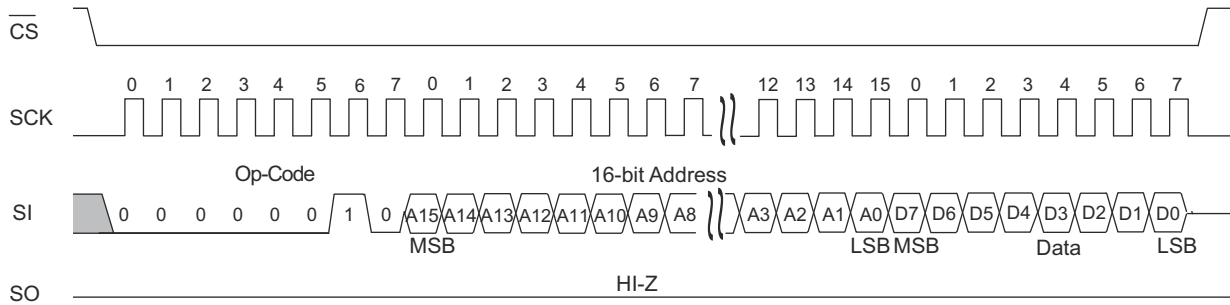 CS
0 1 2 3 4 5 6 7 0 1 2 3 4 5 6 7 12 13 14 15 0 1 2 3 4 5 6 7
SCK
Op-Code 16-bit Address
SI 0 0 0 0 0 0 1 0 A15 A14 A13 A12 A11 A10 A9 A8 A3 A2 A1 A0 D7 D6 D5 D4 D3 D2 D1 D0
MSB LSB MSB Data LSB
HI-Z
SO